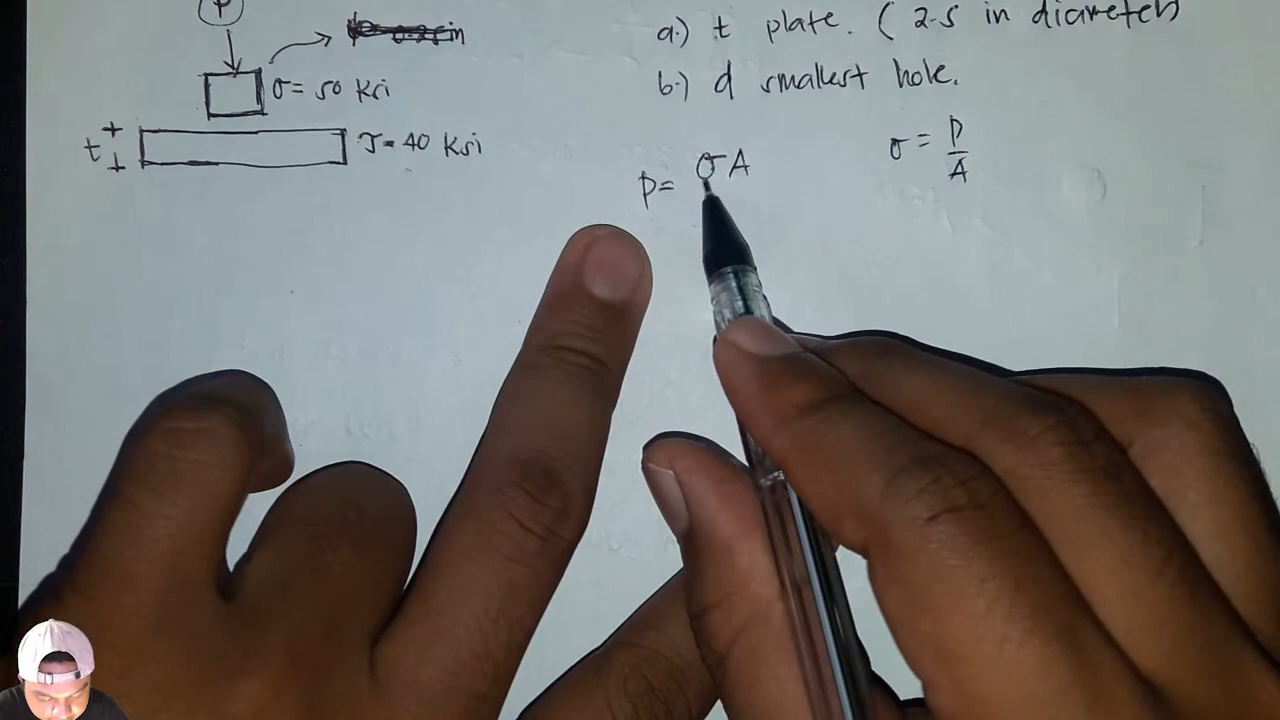 P
a.) t plate. (2.5 in diameter)
σ = 50 Ksi
b.) d smallest hole.
t
τ = 40 Ksi
P = σA
σ = P/A